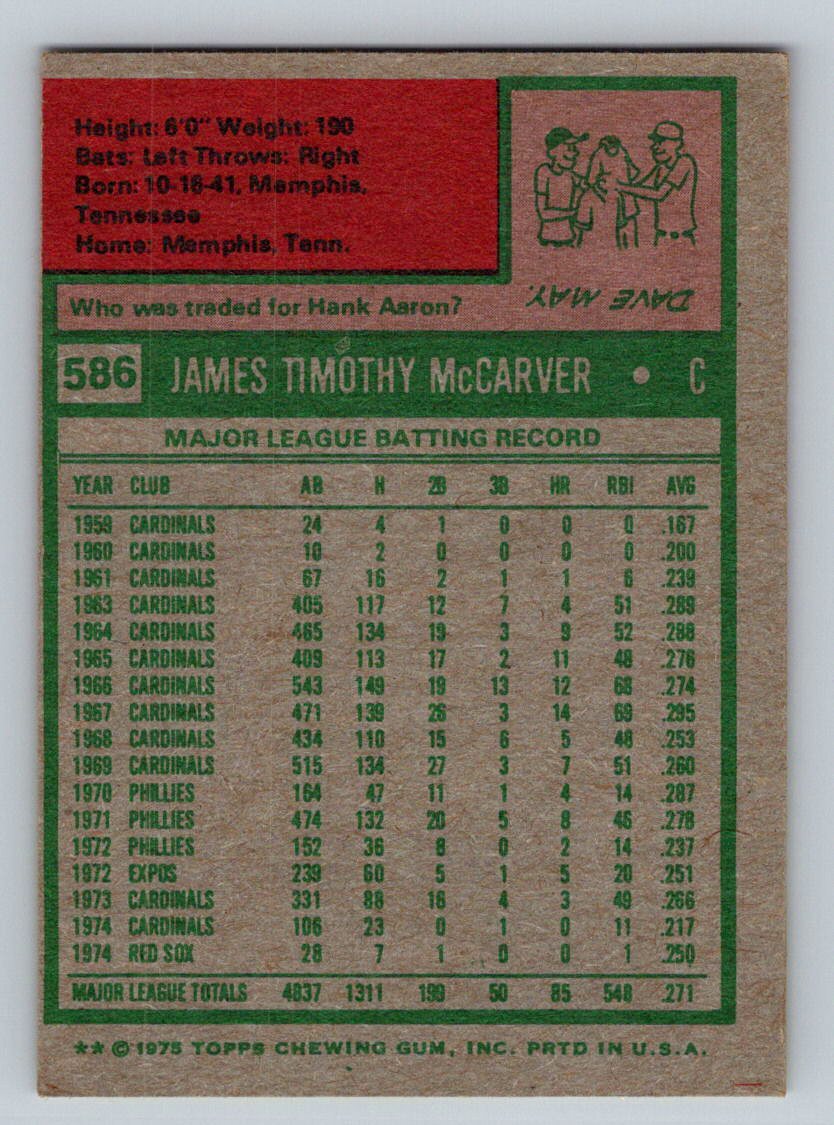 Height: 6'0" Weight: 190
Bats: Left Throws: Right
Born: 10-16-41, Memphis,
Tennessee
Home: Memphis, Tenn.
Who was traded for Hank Aaron?
DAVE MAY.
586 JAMES TIMOTHY McCARVER • C
MAJOR LEAGUE BATTING RECORD
YEAR CLUB AB H 2B 3B HR RBI AVG
1959 CARDINALS 24 4 1 0 0 0 .167
1960 CARDINALS 10 2 0 0 0 0 .200
1961 CARDINALS 67 16 2 1 1 6 .239
1963 CARDINALS 405 117 12 7 4 51 .289
1964 CARDINALS 465 134 19 3 9 52 .288
1965 CARDINALS 409 113 17 2 11 48 .276
1966 CARDINALS 543 149 19 13 12 68 .274
1967 CARDINALS 471 139 26 3 14 69 .295
1968 CARDINALS 434 110 15 6 5 48 .253
1969 CARDINALS 515 134 27 3 7 51 .260
1970 PHILLIES 164 47 11 1 4 14 .287
1971 PHILLIES 474 132 20 5 8 46 .278
1972 PHILLIES 152 36 8 0 2 14 .237
1972 EXPOS 239 60 5 1 5 20 .251
1973 CARDINALS 331 88 16 4 3 49 .266
1974 CARDINALS 106 23 0 1 0 11 .217
1974 RED SOX 28 7 1 0 0 1 .250
MAJOR LEAGUE TOTALS 4837 1311 199 50 85 548 .271
** © 1975 TOPPS CHEWING GUM, INC. PRTD IN U.S.A.